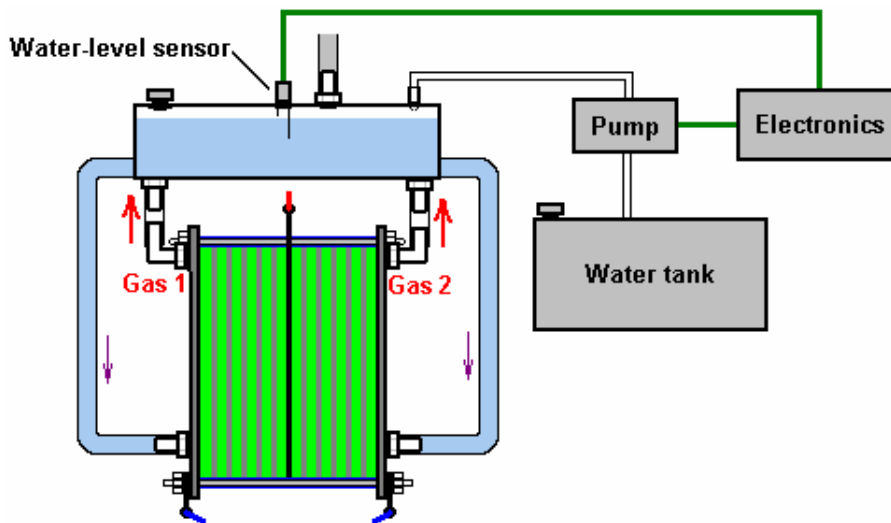 Water-level sensor
Pump
Electronics
Water tank
Gas 1
Gas 2